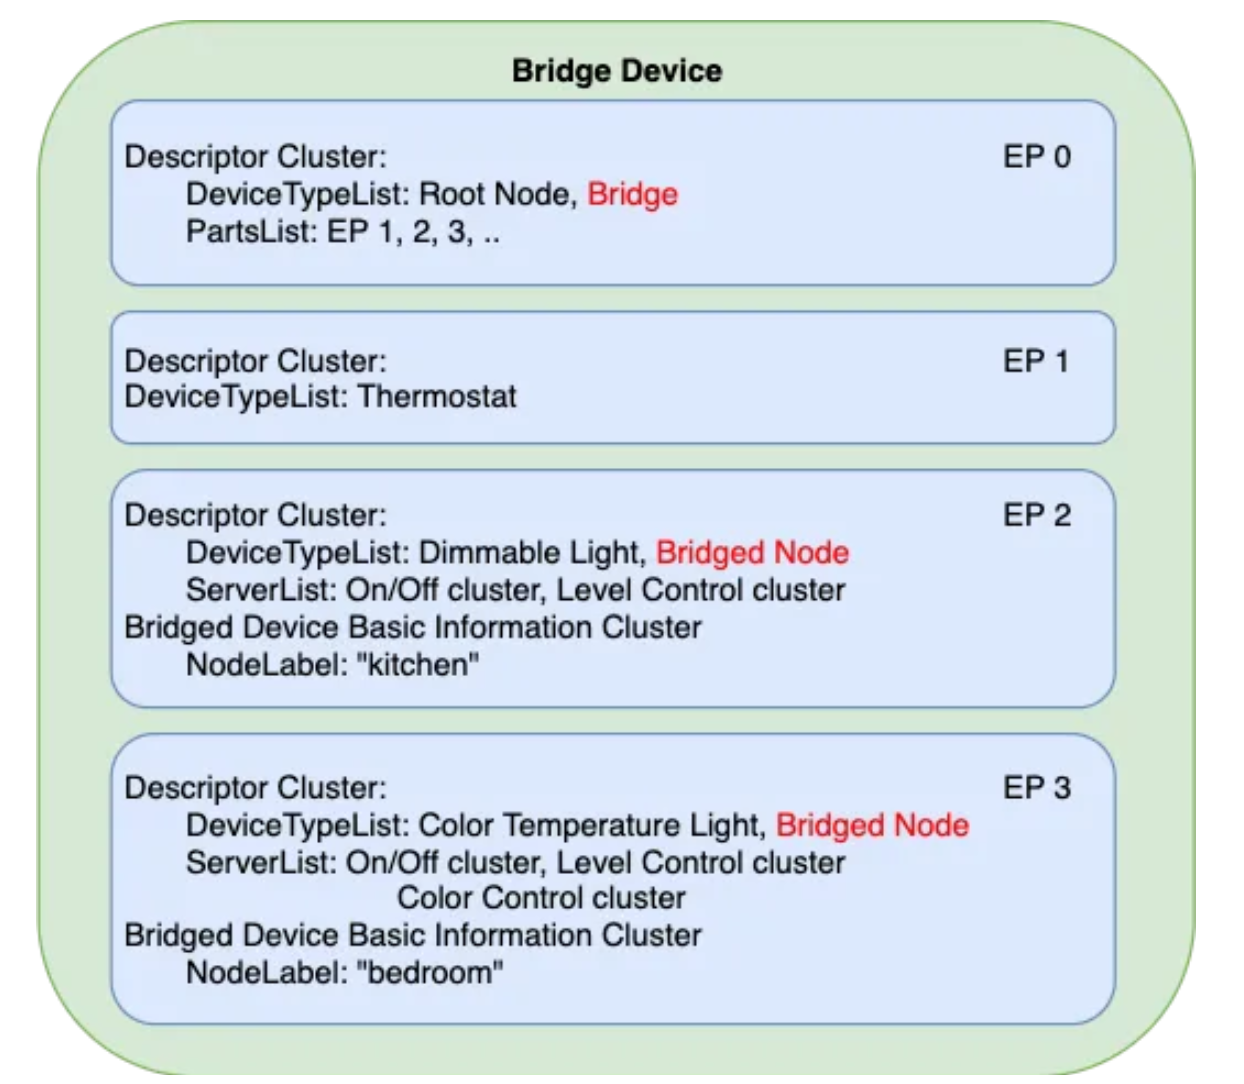 Bridge Device
Descriptor Cluster: EP 0
DeviceTypeList: Root Node, Bridge
PartsList: EP 1, 2, 3, ..
Descriptor Cluster: EP 1
DeviceTypeList: Thermostat
Descriptor Cluster: EP 2
DeviceTypeList: Dimmable Light, Bridged Node
ServerList: On/Off cluster, Level Control cluster
Bridged Device Basic Information Cluster
NodeLabel: "kitchen"
Descriptor Cluster: EP 3
DeviceTypeList: Color Temperature Light, Bridged Node
ServerList: On/Off cluster, Level Control cluster
Color Control cluster
Bridged Device Basic Information Cluster
NodeLabel: "bedroom"